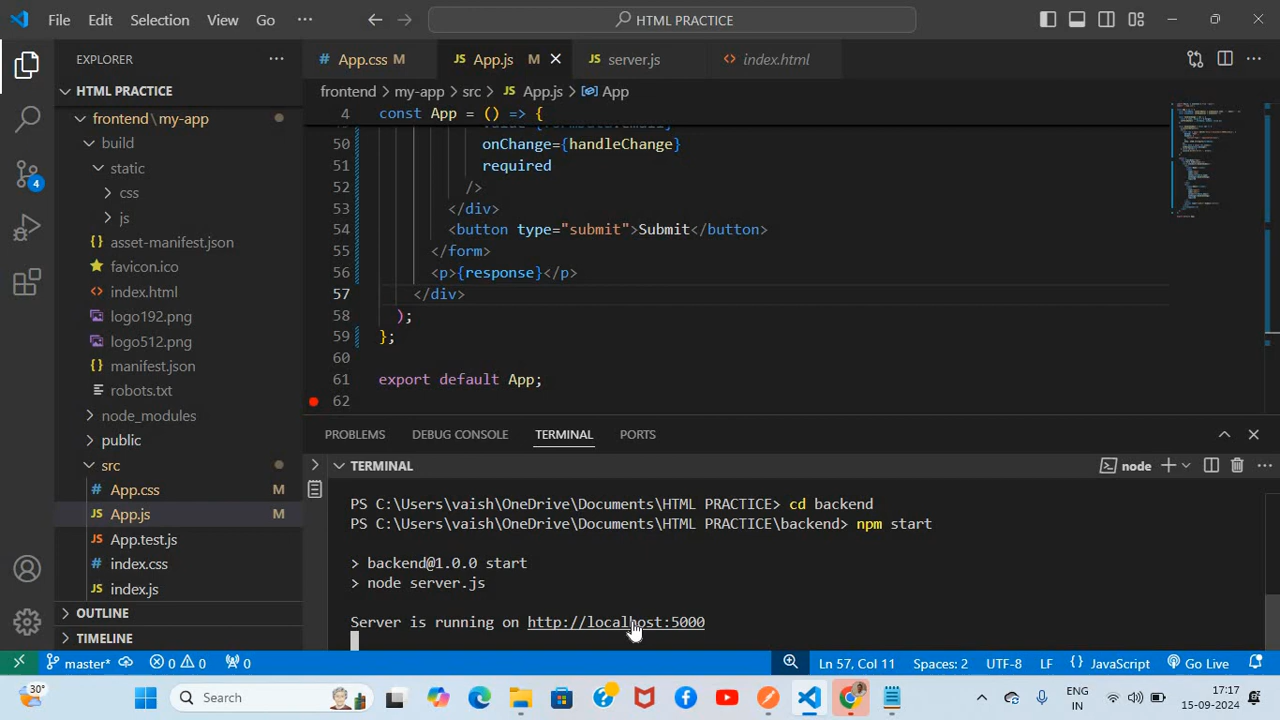 File Edit Selection View Go HTML PRACTICE
EXPLORER
App.css M
JS App.js M
JS server.js
index.html
HTML PRACTICE
frontend > my-app > src > JS App.js > App
frontend\my-app
build
static
css
js
asset-manifest.json
favicon.ico
index.html
logo192.png
logo512.png
manifest.json
robots.txt
node_modules
public
src
App.css M
JS App.js M
JS App.test.js
index.css
JS index.js
OUTLINE
TIMELINE
4
4 const App = () => {
50 onChange={handleChange}
51 required
52 />
53 </div>
54 <button type="submit">Submit</button>
55 </form>
56 <p>{response}</p>
57 </div>
58 );
59 };
60
61 export default App;
62
PROBLEMS DEBUG CONSOLE TERMINAL PORTS
TERMINAL node
PS C:\Users\vaish\OneDrive\Documents\HTML PRACTICE> cd backend
PS C:\Users\vaish\OneDrive\Documents\HTML PRACTICE\backend> npm start
> backend@1.0.0 start
> node server.js
Server is running on http://localhost:5000
master* 0 0 0 Ln 57, Col 11 Spaces: 2 UTF-8 LF {} JavaScript Go Live
30° Search ENG IN 17:17 15-09-2024